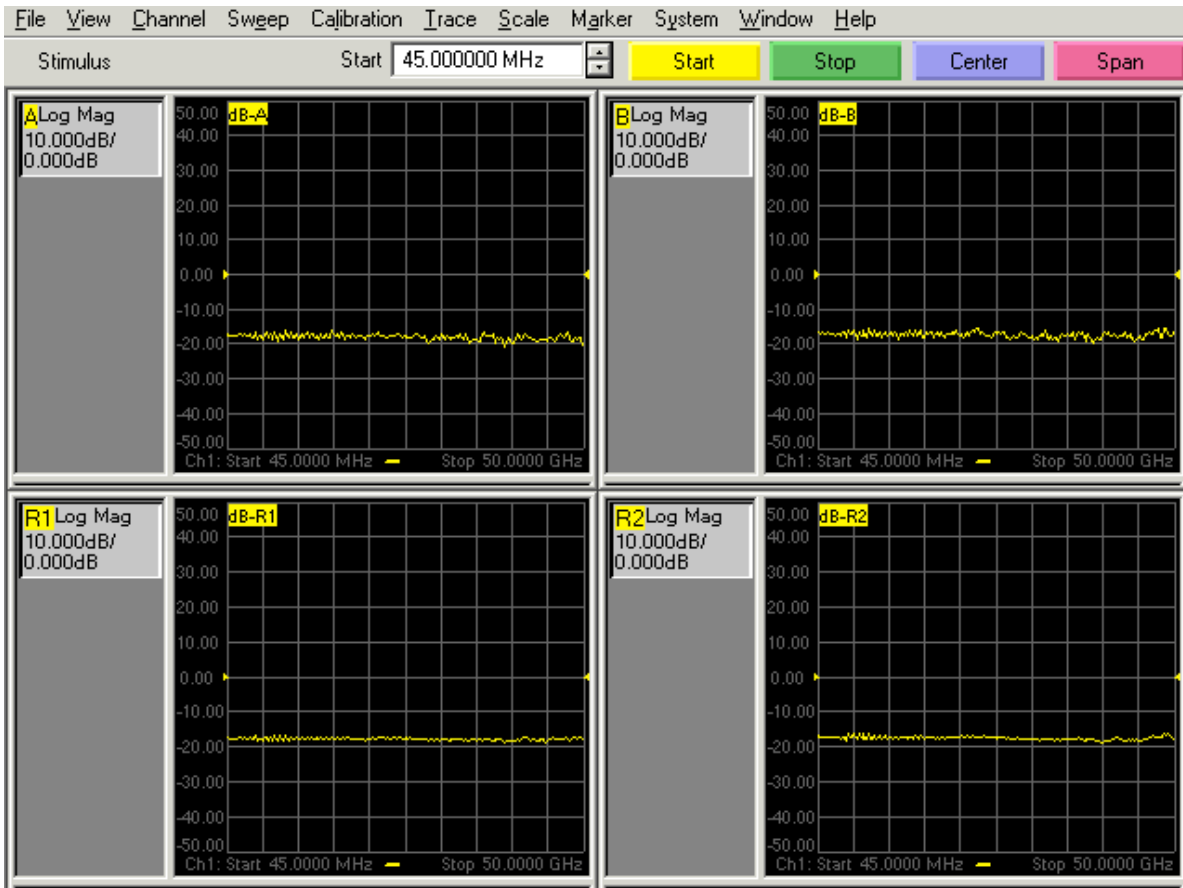 File View Channel Sweep Calibration Trace Scale Marker System Window Help
Stimulus Start 45.000000 MHz Start Stop Center Span
A Log Mag
10.000dB/
0.000dB
50.00 dB-A
40.00
30.00
20.00
10.00
0.00
-10.00
-20.00
-30.00
-40.00
-50.00
Ch1: Start 45.0000 MHz Stop 50.0000 GHz
B Log Mag
10.000dB/
0.000dB
50.00 dB-B
40.00
30.00
20.00
10.00
0.00
-10.00
-20.00
-30.00
-40.00
-50.00
Ch1: Start 45.0000 MHz Stop 50.0000 GHz
R1 Log Mag
10.000dB/
0.000dB
50.00 dB-R1
40.00
30.00
20.00
10.00
0.00
-10.00
-20.00
-30.00
-40.00
-50.00
Ch1: Start 45.0000 MHz Stop 50.0000 GHz
R2 Log Mag
10.000dB/
0.000dB
50.00 dB-R2
40.00
30.00
20.00
10.00
0.00
-10.00
-20.00
-30.00
-40.00
-50.00
Ch1: Start 45.0000 MHz Stop 50.0000 GHz